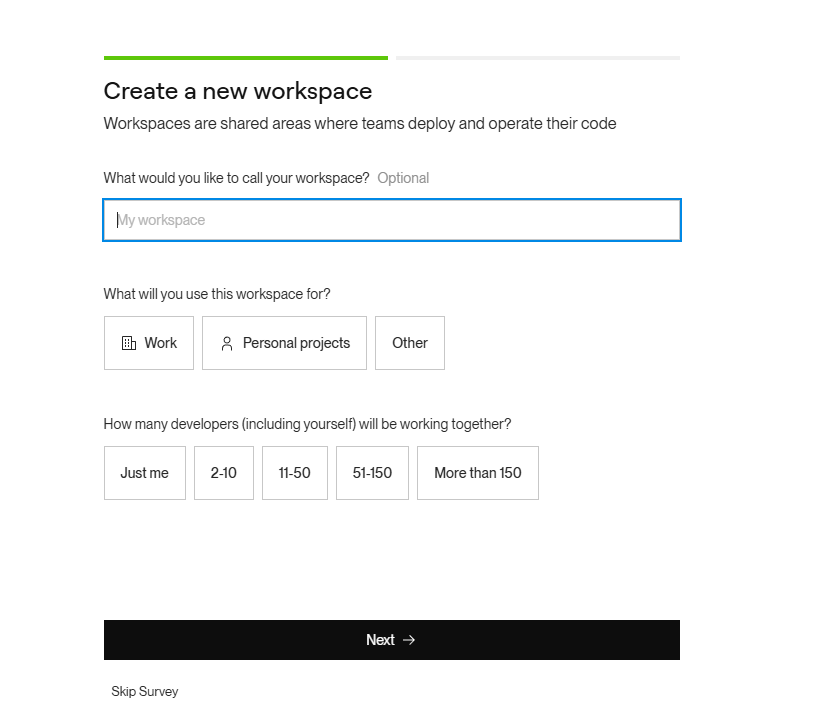 Create a new workspace
Workspaces are shared areas where teams deploy and operate their code
What would you like to call your workspace? Optional
My workspace
What will you use this workspace for?
Work Personal projects Other
How many developers (including yourself) will be working together?
Just me 2-10 11-50 51-150 More than 150
Next →
Skip Survey